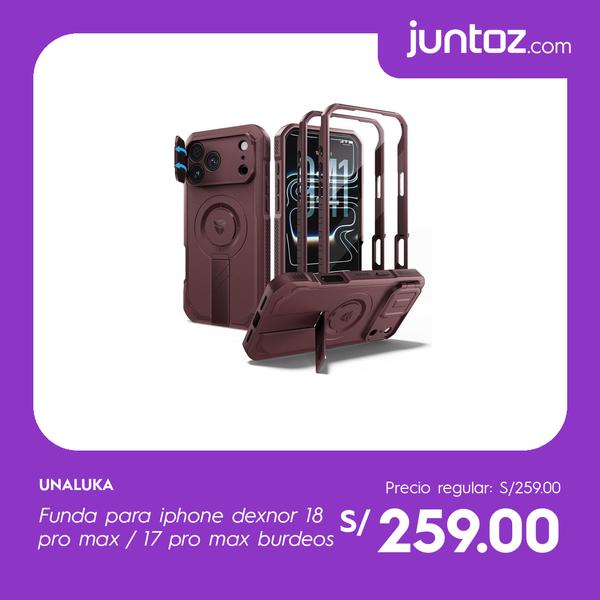 juntoz.com
UNALUKA
Funda para iphone dexnor 18
pro max / 17 pro max burdeos
Precio regular: S/259.00
S/ 259.00